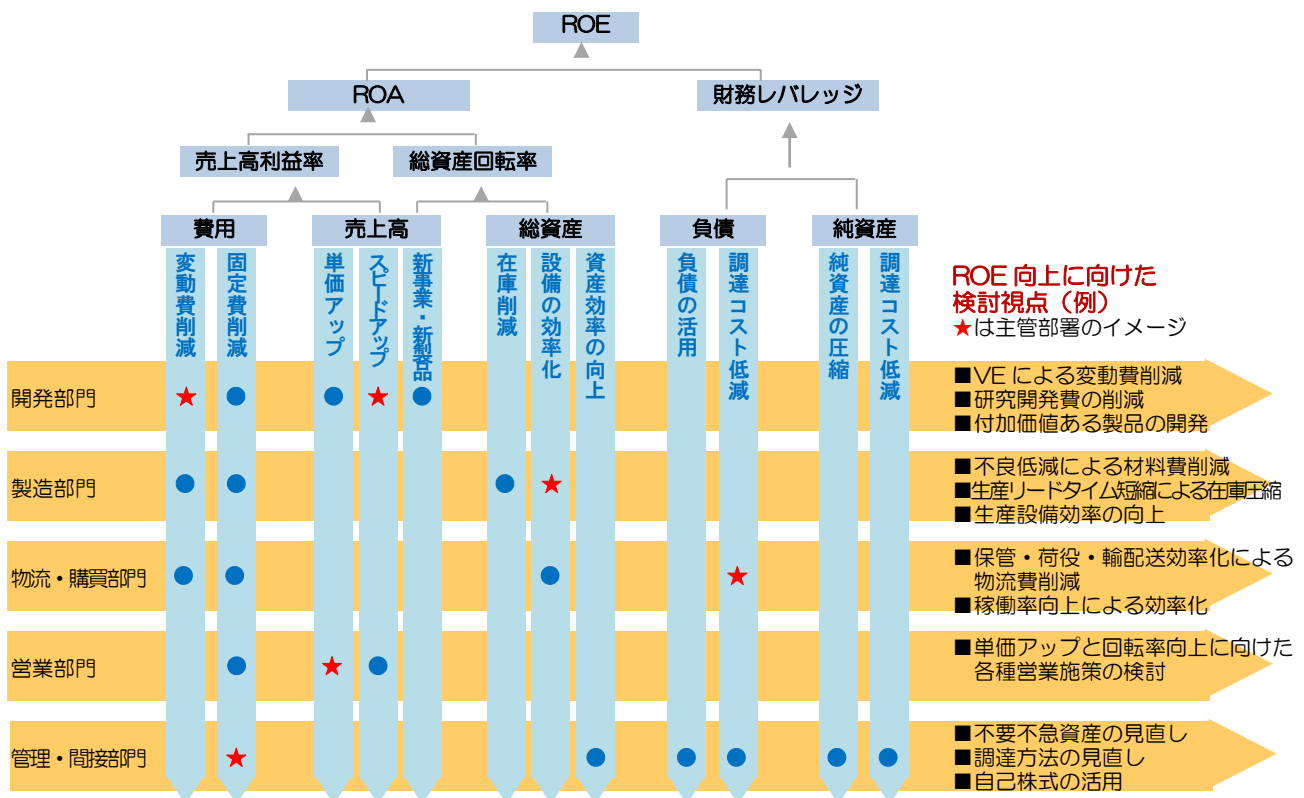 ROE
ROA
財務レバレッジ
売上高利益率
総資産回転率
費用
売上高
総資産
負債
純資産
変動費削減
固定費削減
単価アップ
スピードアップ
新事業・新製品
在庫削減
設備の効率化
資産効率の向上
負債の活用
調達コスト低減
純資産の圧縮
調達コスト低減
ROE 向上に向けた
検討視点（例）
★は主管部署のイメージ
開発部門
■VE による変動費削減
■研究開発費の削減
■付加価値ある製品の開発
製造部門
■不良低減による材料費削減
■生産リードタイム短縮による在庫圧縮
■生産設備効率の向上
物流・購買部門
■保管・荷役・輸配送効率化による
物流費削減
■稼働率向上による効率化
営業部門
■単価アップと回転率向上に向けた
各種営業施策の検討
管理・間接部門
■不要不急資産の見直し
■調達方法の見直し
■自己株式の活用